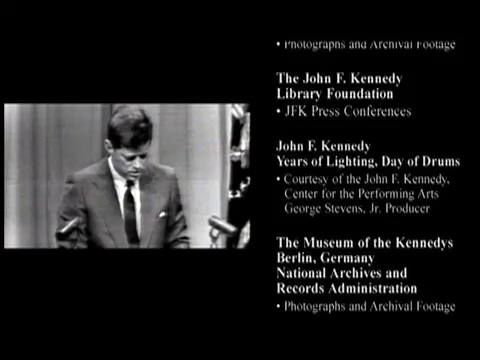 • Photographs and Archival Footage
The John F. Kennedy
Library Foundation
• JFK Press Conferences
John F. Kennedy
Years of Lighting, Day of Drums
• Courtesy of the John F. Kennedy,
Center for the Performing Arts
George Stevens, Jr. Producer
The Museum of the Kennedys
Berlin, Germany
National Archives and
Records Administration
• Photographs and Archival Footage